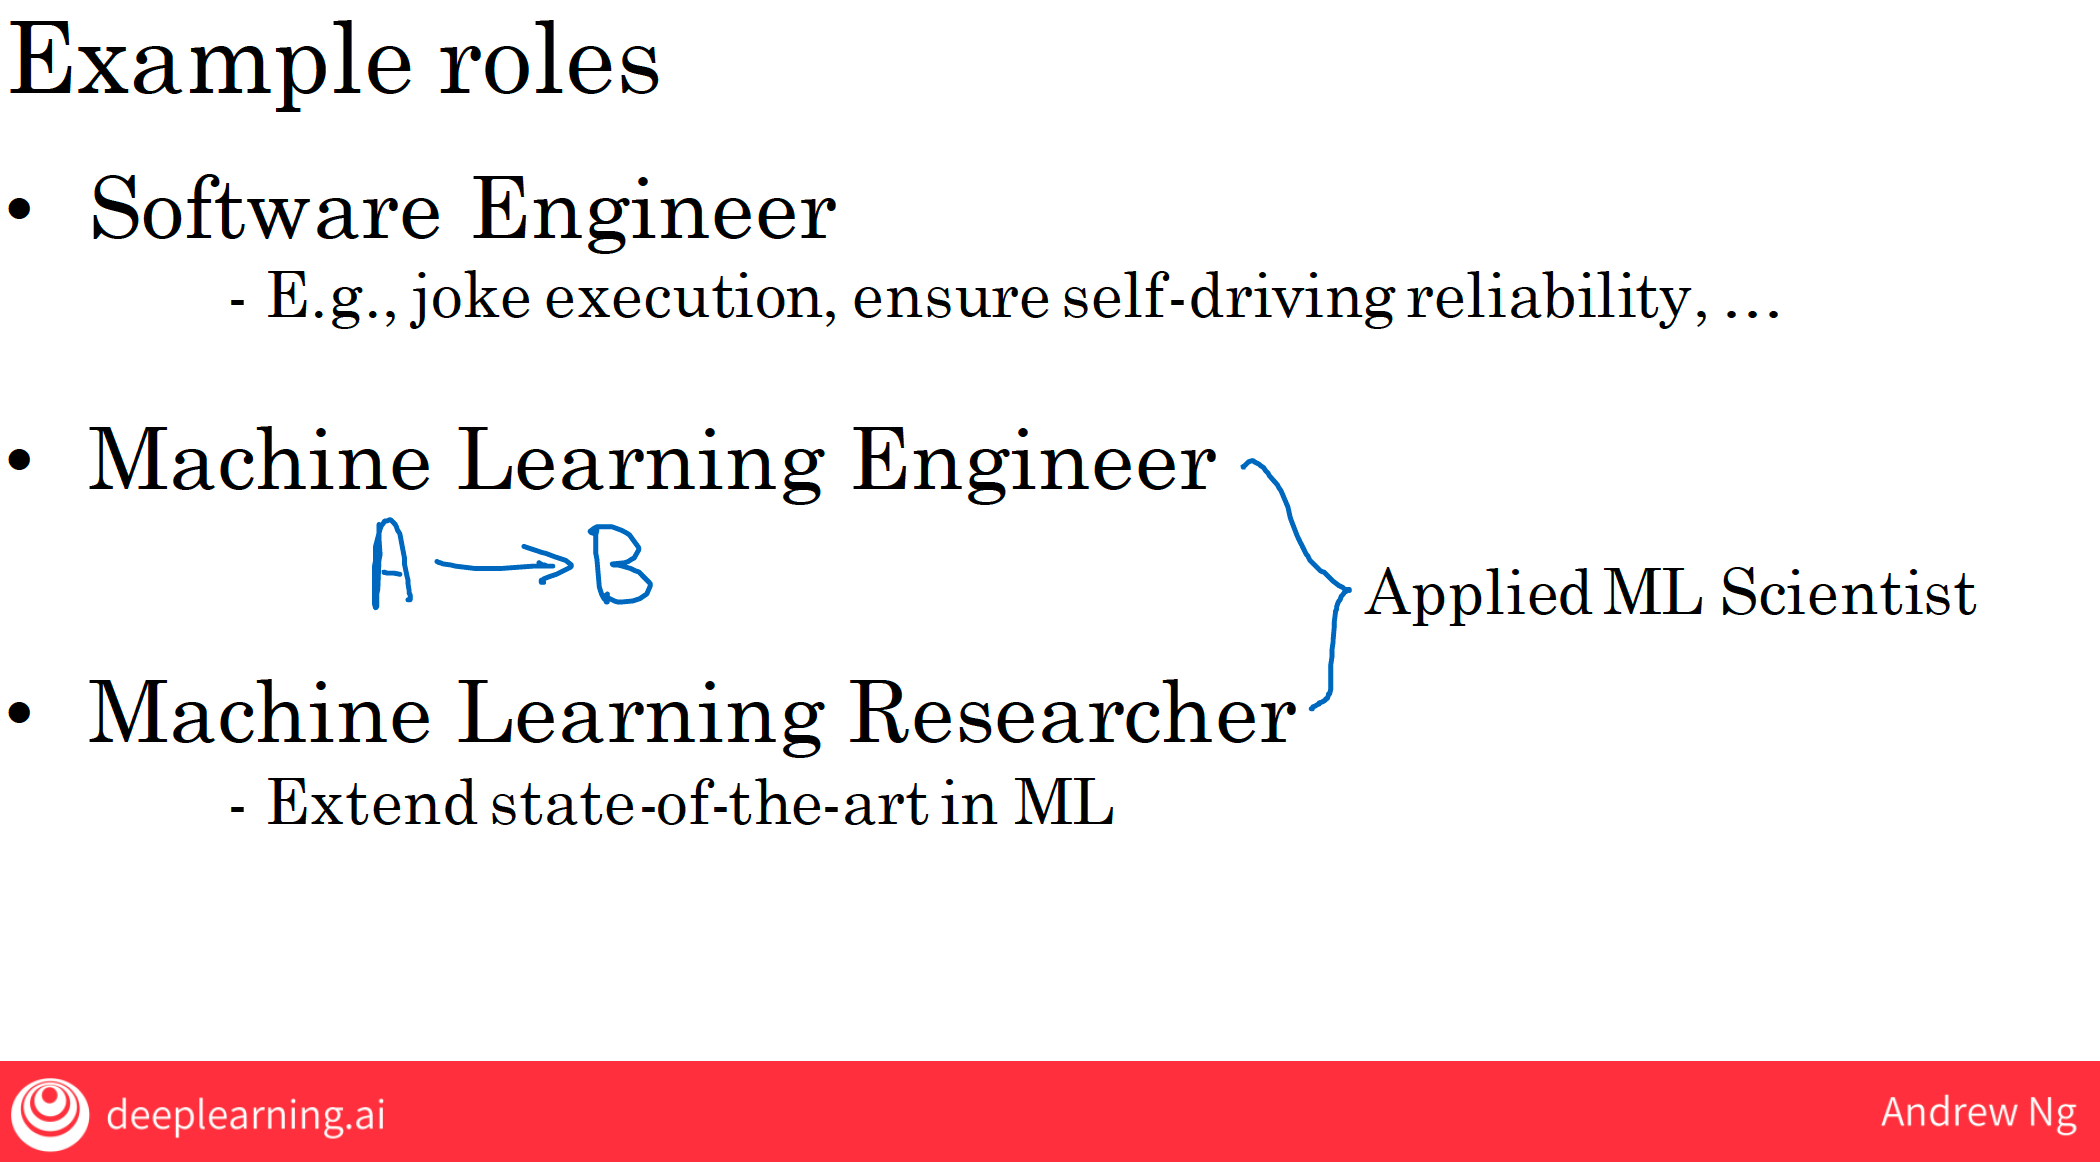 Example roles
• Software Engineer
- E.g., joke execution, ensure self-driving reliability, …
• Machine Learning Engineer
A → B
Applied ML Scientist
• Machine Learning Researcher
- Extend state-of-the-art in ML
deeplearning.ai
Andrew Ng